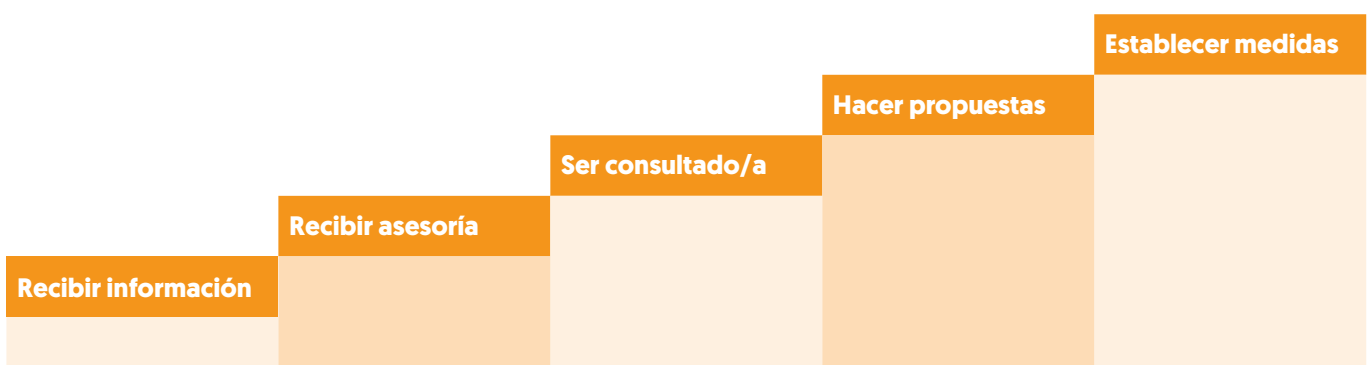 Establecer medidas
Hacer propuestas
Ser consultado/a
Recibir asesoría
Recibir información